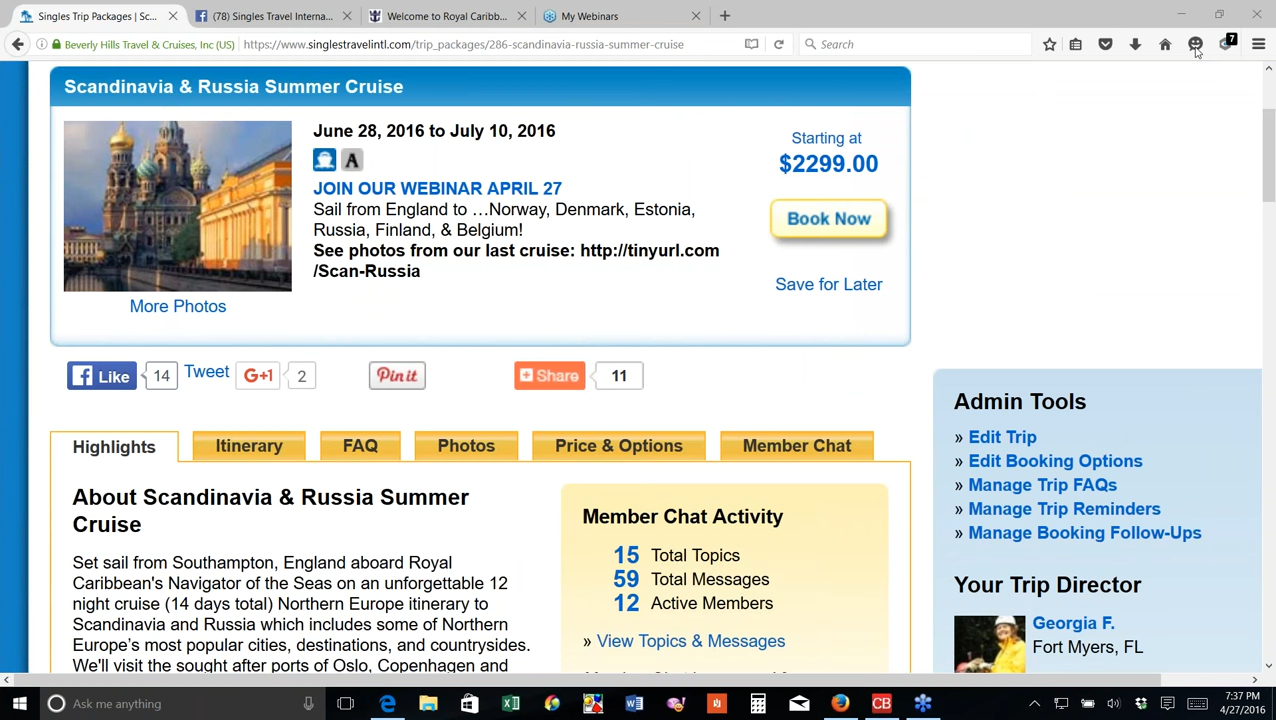 Singles Trip Packages | Sc...
(78) Singles Travel Interna...
Welcome to Royal Caribb...
My Webinars
Beverly Hills Travel & Cruises, Inc (US)
https://www.singlestravelintl.com/trip_packages/286-scandinavia-russia-summer-cruise
Search
7
Scandinavia & Russia Summer Cruise
June 28, 2016 to July 10, 2016
A
JOIN OUR WEBINAR APRIL 27
Sail from England to …Norway, Denmark, Estonia,
Russia, Finland, & Belgium!
See photos from our last cruise: http://tinyurl.com
/Scan-Russia
More Photos
Starting at
$2299.00
Book Now
Save for Later
Like 14 Tweet G+1 2 Pin it Share 11
Highlights Itinerary FAQ Photos Price & Options Member Chat
About Scandinavia & Russia Summer
Cruise
Set sail from Southampton, England aboard Royal
Caribbean's Navigator of the Seas on an unforgettable 12
night cruise (14 days total) Northern Europe itinerary to
Scandinavia and Russia which includes some of Northern
Europe's most popular cities, destinations, and countrysides.
We'll visit the sought after ports of Oslo, Copenhagen and
Member Chat Activity
15 Total Topics
59 Total Messages
12 Active Members
» View Topics & Messages
Admin Tools
» Edit Trip
» Edit Booking Options
» Manage Trip FAQs
» Manage Trip Reminders
» Manage Booking Follow-Ups
Your Trip Director
Georgia F.
Fort Myers, FL
Ask me anything
CB
7:37 PM
4/27/2016